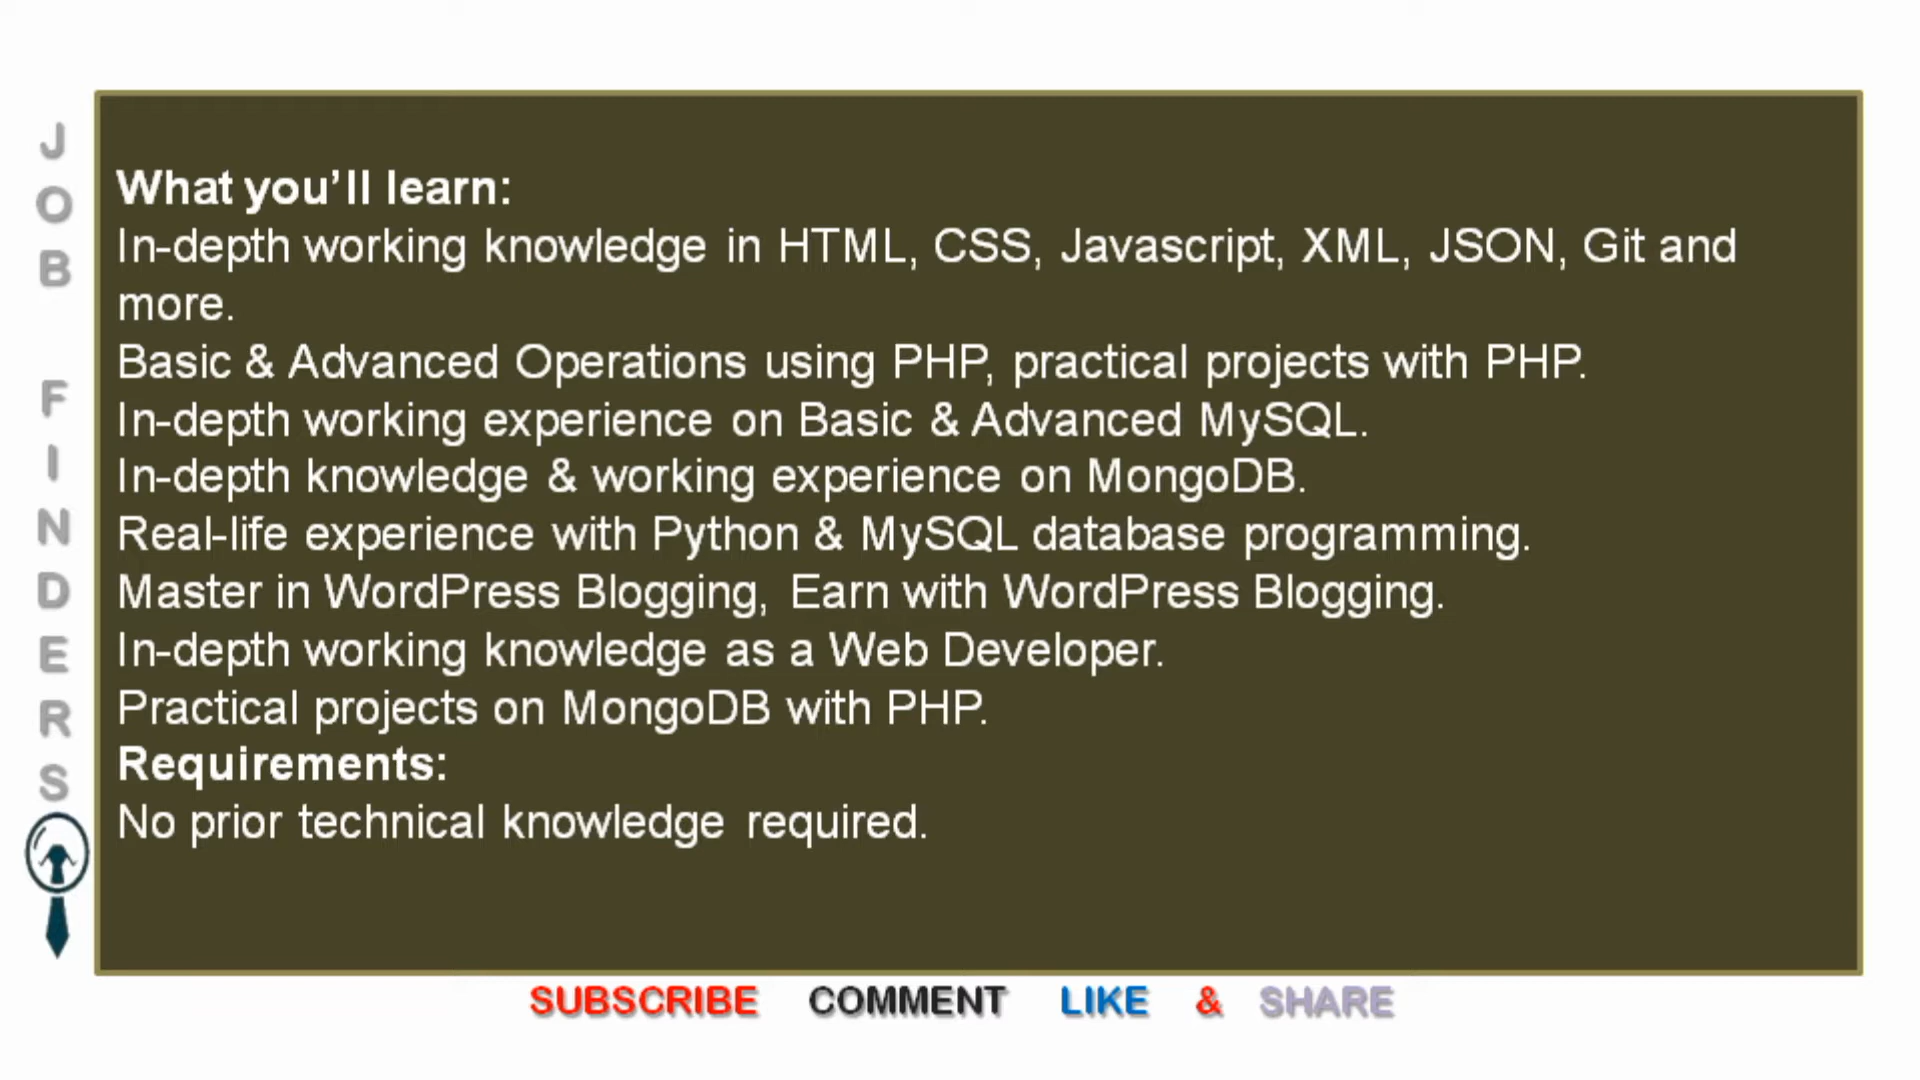 JOB FINDERS
What you'll learn:
In-depth working knowledge in HTML, CSS, Javascript, XML, JSON, Git and
more.
Basic & Advanced Operations using PHP, practical projects with PHP.
In-depth working experience on Basic & Advanced MySQL.
In-depth knowledge & working experience on MongoDB.
Real-life experience with Python & MySQL database programming.
Master in WordPress Blogging, Earn with WordPress Blogging.
In-depth working knowledge as a Web Developer.
Practical projects on MongoDB with PHP.
Requirements:
No prior technical knowledge required.
SUBSCRIBE COMMENT LIKE & SHARE